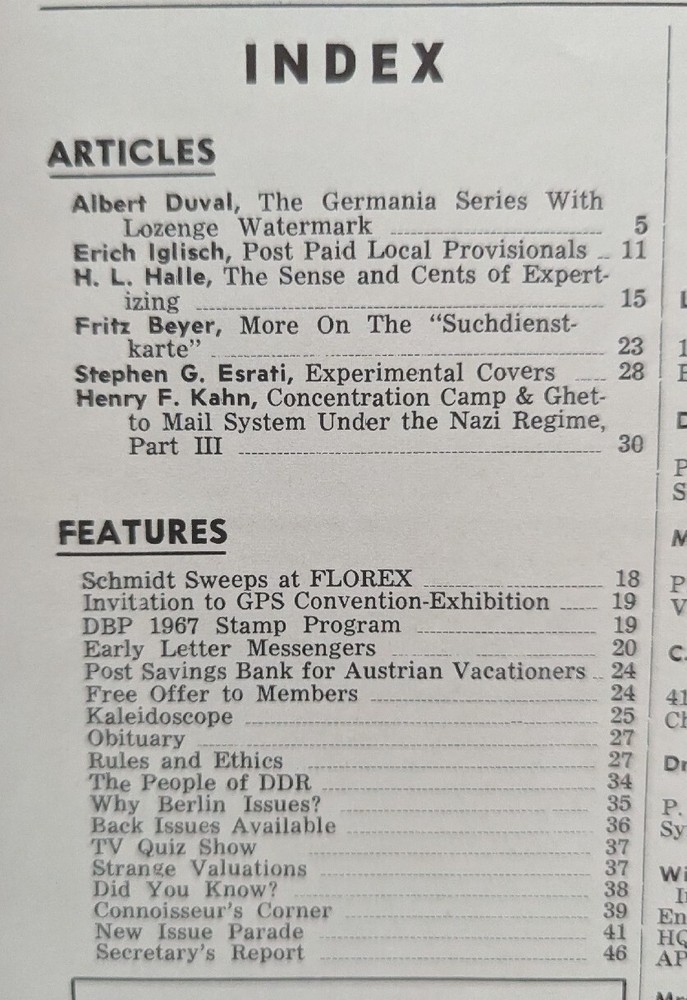 INDEX
ARTICLES
Albert Duval, The Germania Series With
Lozenge Watermark 5
Erich Iglisch, Post Paid Local Provisionals 11
H. L. Halle, The Sense and Cents of Expert-
izing 15
Fritz Beyer, More On The "Suchdienst-
karte" 23
Stephen G. Esrati, Experimental Covers 28
Henry F. Kahn, Concentration Camp & Ghet-
to Mail System Under the Nazi Regime,
Part III 30
FEATURES
Schmidt Sweeps at FLOREX 18
Invitation to GPS Convention-Exhibition 19
DBP 1967 Stamp Program 19
Early Letter Messengers 20
Post Savings Bank for Austrian Vacationers 24
Free Offer to Members 24
Kaleidoscope 25
Obituary 27
Rules and Ethics 27
The People of DDR 34
Why Berlin Issues? 35
Back Issues Available 36
TV Quiz Show 37
Strange Valuations 37
Did You Know? 38
Connoisseur's Corner 39
New Issue Parade 41
Secretary's Report 46